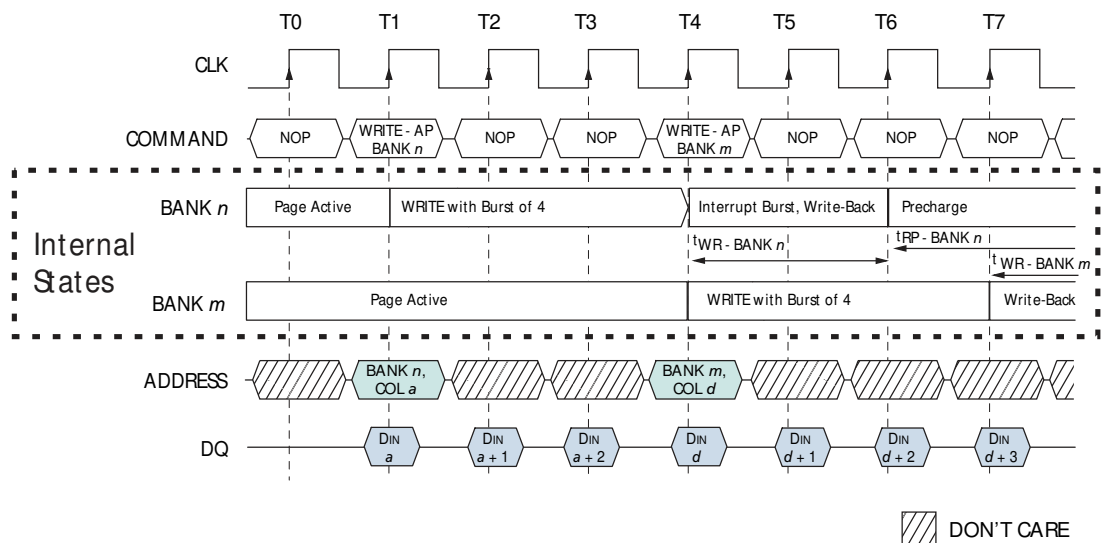 T0 T1 T2 T3 T4 T5 T6 T7
CLK
COMMAND NOP WRITE - AP BANK n NOP NOP WRITE - AP BANK m NOP NOP NOP
Internal States
BANK n Page Active WRITE with Burst of 4 Interrupt Burst, Write-Back Precharge
tWR - BANK n tRP - BANK n
t WR - BANK m
BANK m Page Active WRITE with Burst of 4 Write-Back
ADDRESS BANK n, COL a BANK m, COL d
DQ DIN a DIN a + 1 DIN a + 2 DIN d DIN d + 1 DIN d + 2 DIN d + 3
DON'T CARE